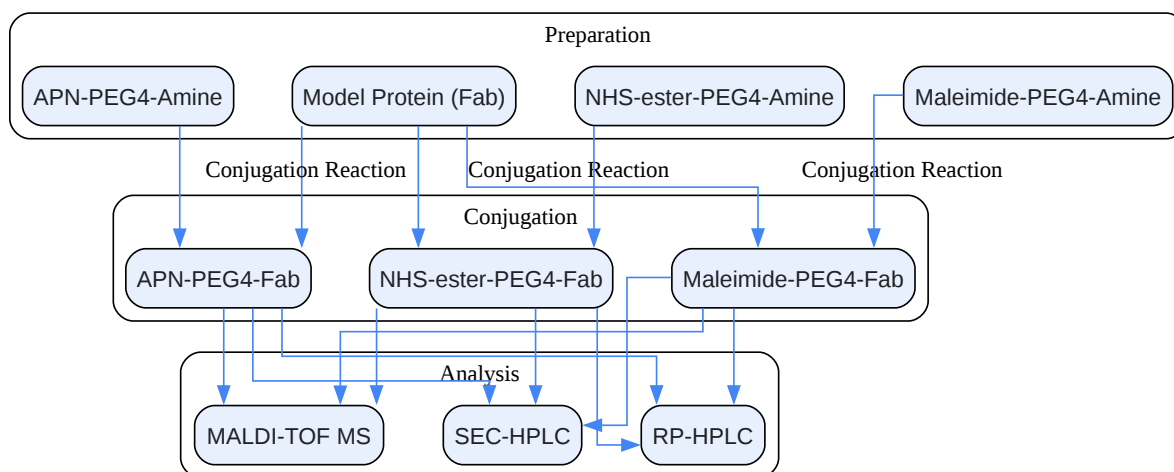 Preparation
APN-PEG4-Amine
Model Protein (Fab)
NHS-ester-PEG4-Amine
Maleimide-PEG4-Amine
Conjugation Reaction
Conjugation Reaction
Conjugation Reaction
Conjugation
APN-PEG4-Fab
NHS-ester-PEG4-Fab
Maleimide-PEG4-Fab
Analysis
MALDI-TOF MS
SEC-HPLC
RP-HPLC